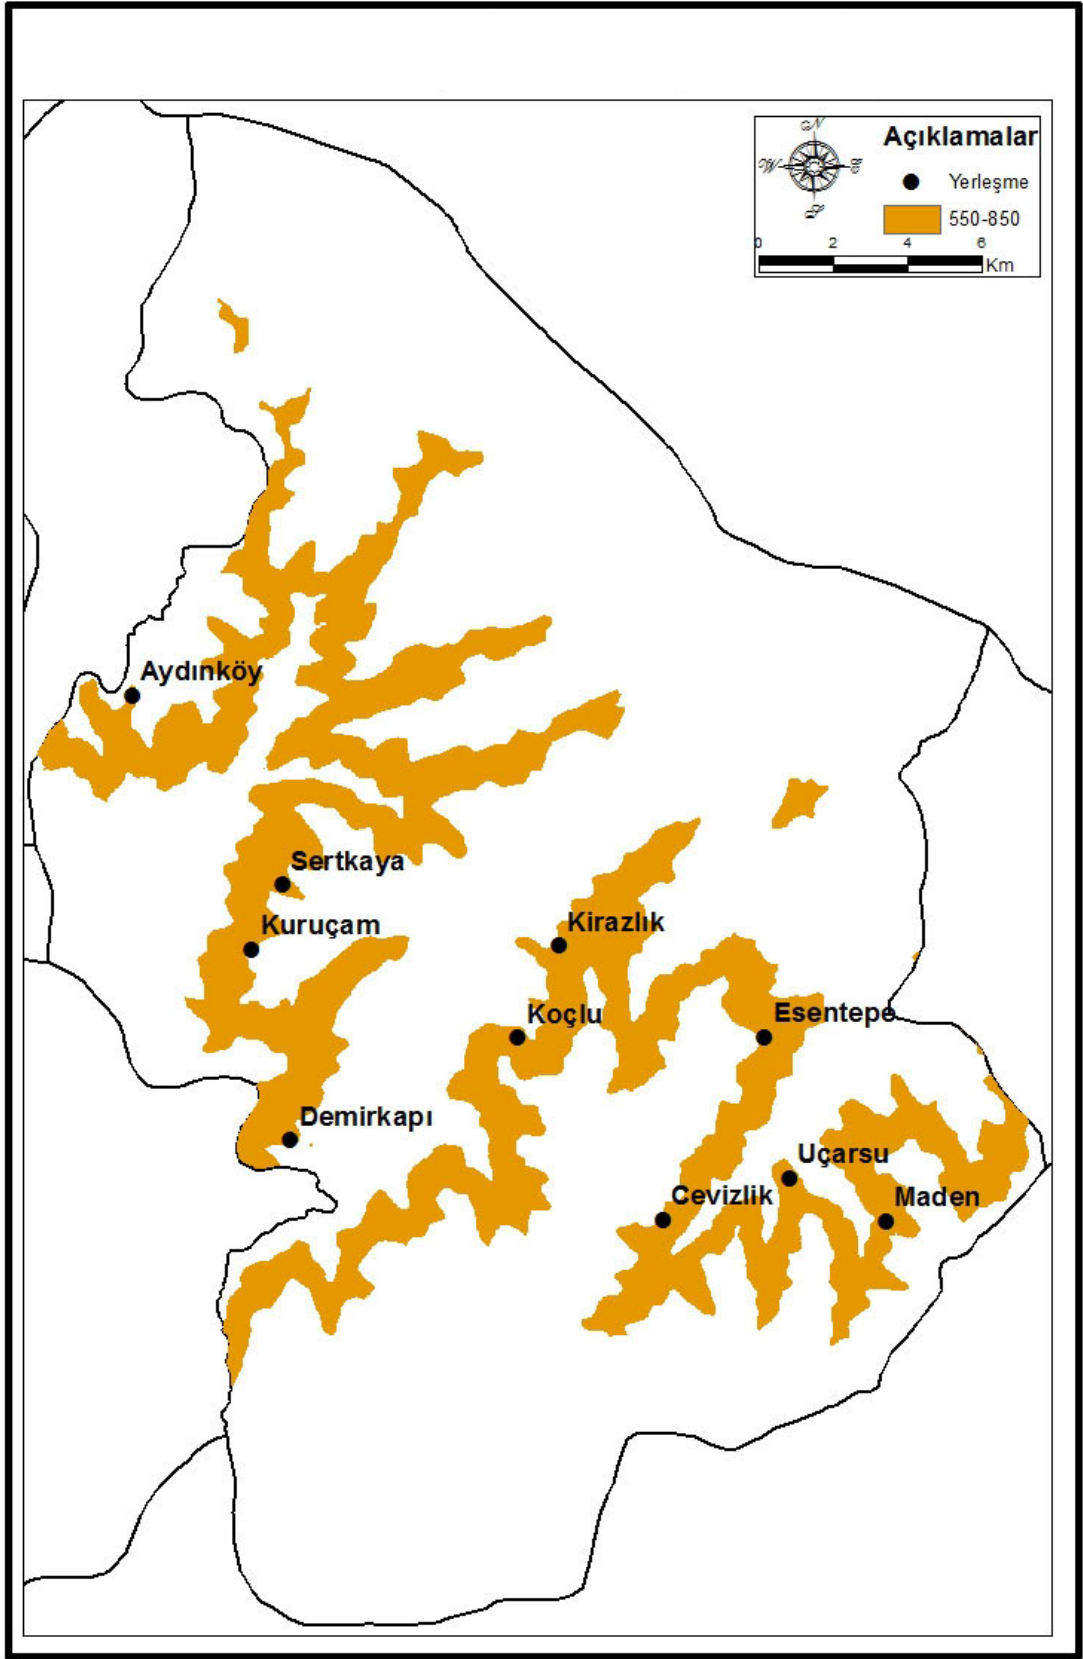 N
Açıklamalar
W E
Yerleşme
S
550-850
0 2 4 6
Km
Aydınköy
Sertkaya
Kuruçam
Kirazlık
Koçlu
Esentepe
Demirkapı
Uçarsu
Cevizlik
Maden